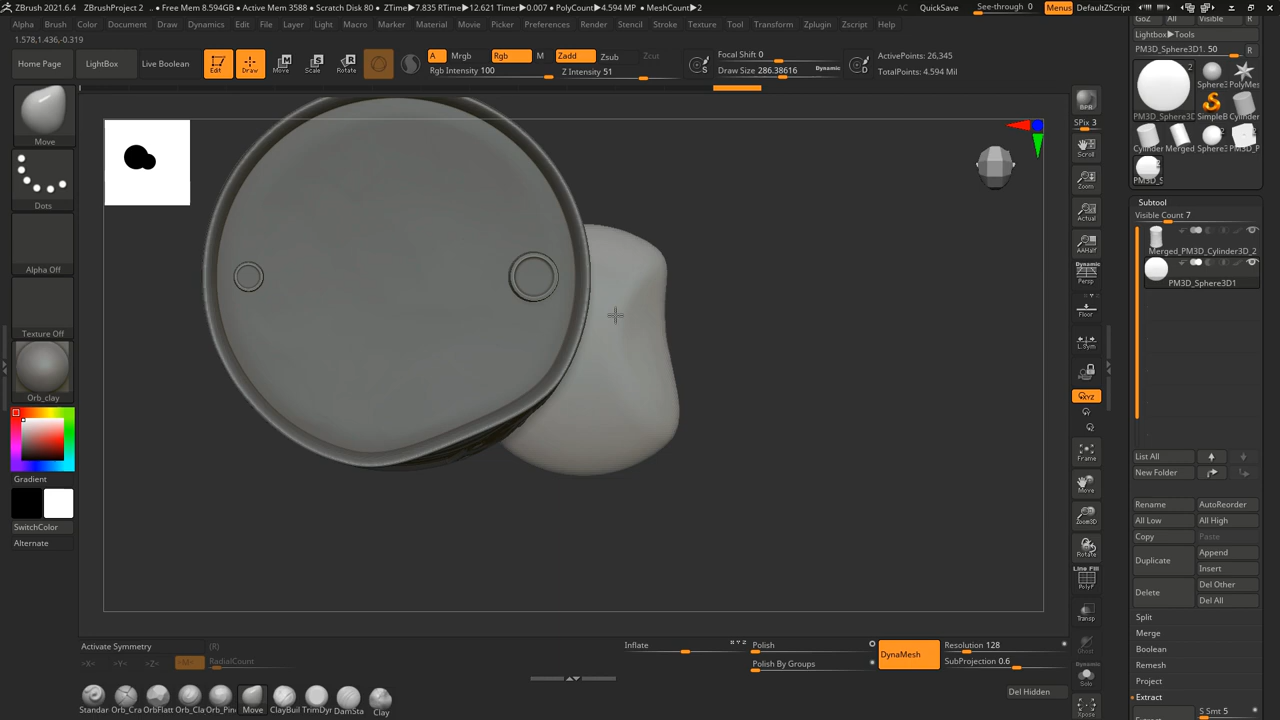 ZBrush 2021.6.4
ZBrushProject 2 .. ● Free Mem 8.594GB ● Active Mem 3588 ● Scratch Disk 80 ● ZTime▶7.835 RTime▶12.621 Timer▶0.007 ● PolyCount▶4.594 MP ● MeshCount▶2
AC
QuickSave
See-through 0
Menus
DefaultZScript
Alpha Brush Color Document Draw Dynamics Edit File Layer Light Macro Marker Material Movie Picker Preferences Render Stencil Stroke Texture Tool Transform Zplugin Zscript Help
1.578,1.436,-0.319
Home Page
LightBox
Live Boolean
Edit
Draw
Move
Scale
Rotate
A Mrgb Rgb M Zadd Zsub Zcut
Rgb Intensity 100
Z Intensity 51
S
Focal Shift 0
Draw Size 286.38616
Dynamic
D
ActivePoints: 26,345
TotalPoints: 4.594 Mil
Move
Dots
Alpha Off
Texture Off
Orb_clay
Gradient
SwitchColor
Alternate
BPR
SPix 3
Scroll
Zoom
Actual
AAHalf
Dynamic
Persp
Floor
L.Sym
XYZ
Frame
Move
Zoom3D
Rotate
Line Fill
PolyF
Transp
Ghost
Dynamic
Solo
Xpose
GoZ All Visible R
Lightbox▶Tools
PM3D_Sphere3D1. 50
R
2
PM3D_Sphere3D
Sphere3
PolyMes
SimpleB
Cylinder
Cylinder
Merged
Sphere3
PM3D_P
PM3D_S
Subtool
Visible Count 7
Merged_PM3D_Cylinder3D_2
PM3D_Sphere3D1
List All
New Folder
Rename
AutoReorder
All Low
All High
Copy
Paste
Duplicate
Append
Insert
Delete
Del Other
Del All
Split
Merge
Boolean
Remesh
Project
Extract
S Smt 5
Activate Symmetry
(R)
>X< >Y< >Z< >M< RadialCount
Inflate
Polish
Polish By Groups
DynaMesh
Resolution 128
SubProjection 0.6
Del Hidden
Standar
Orb_Cra
OrbFlatt
Orb_Cla
Orb_Pin
Move
ClayBuil
TrimDyr
DamSta
Clay